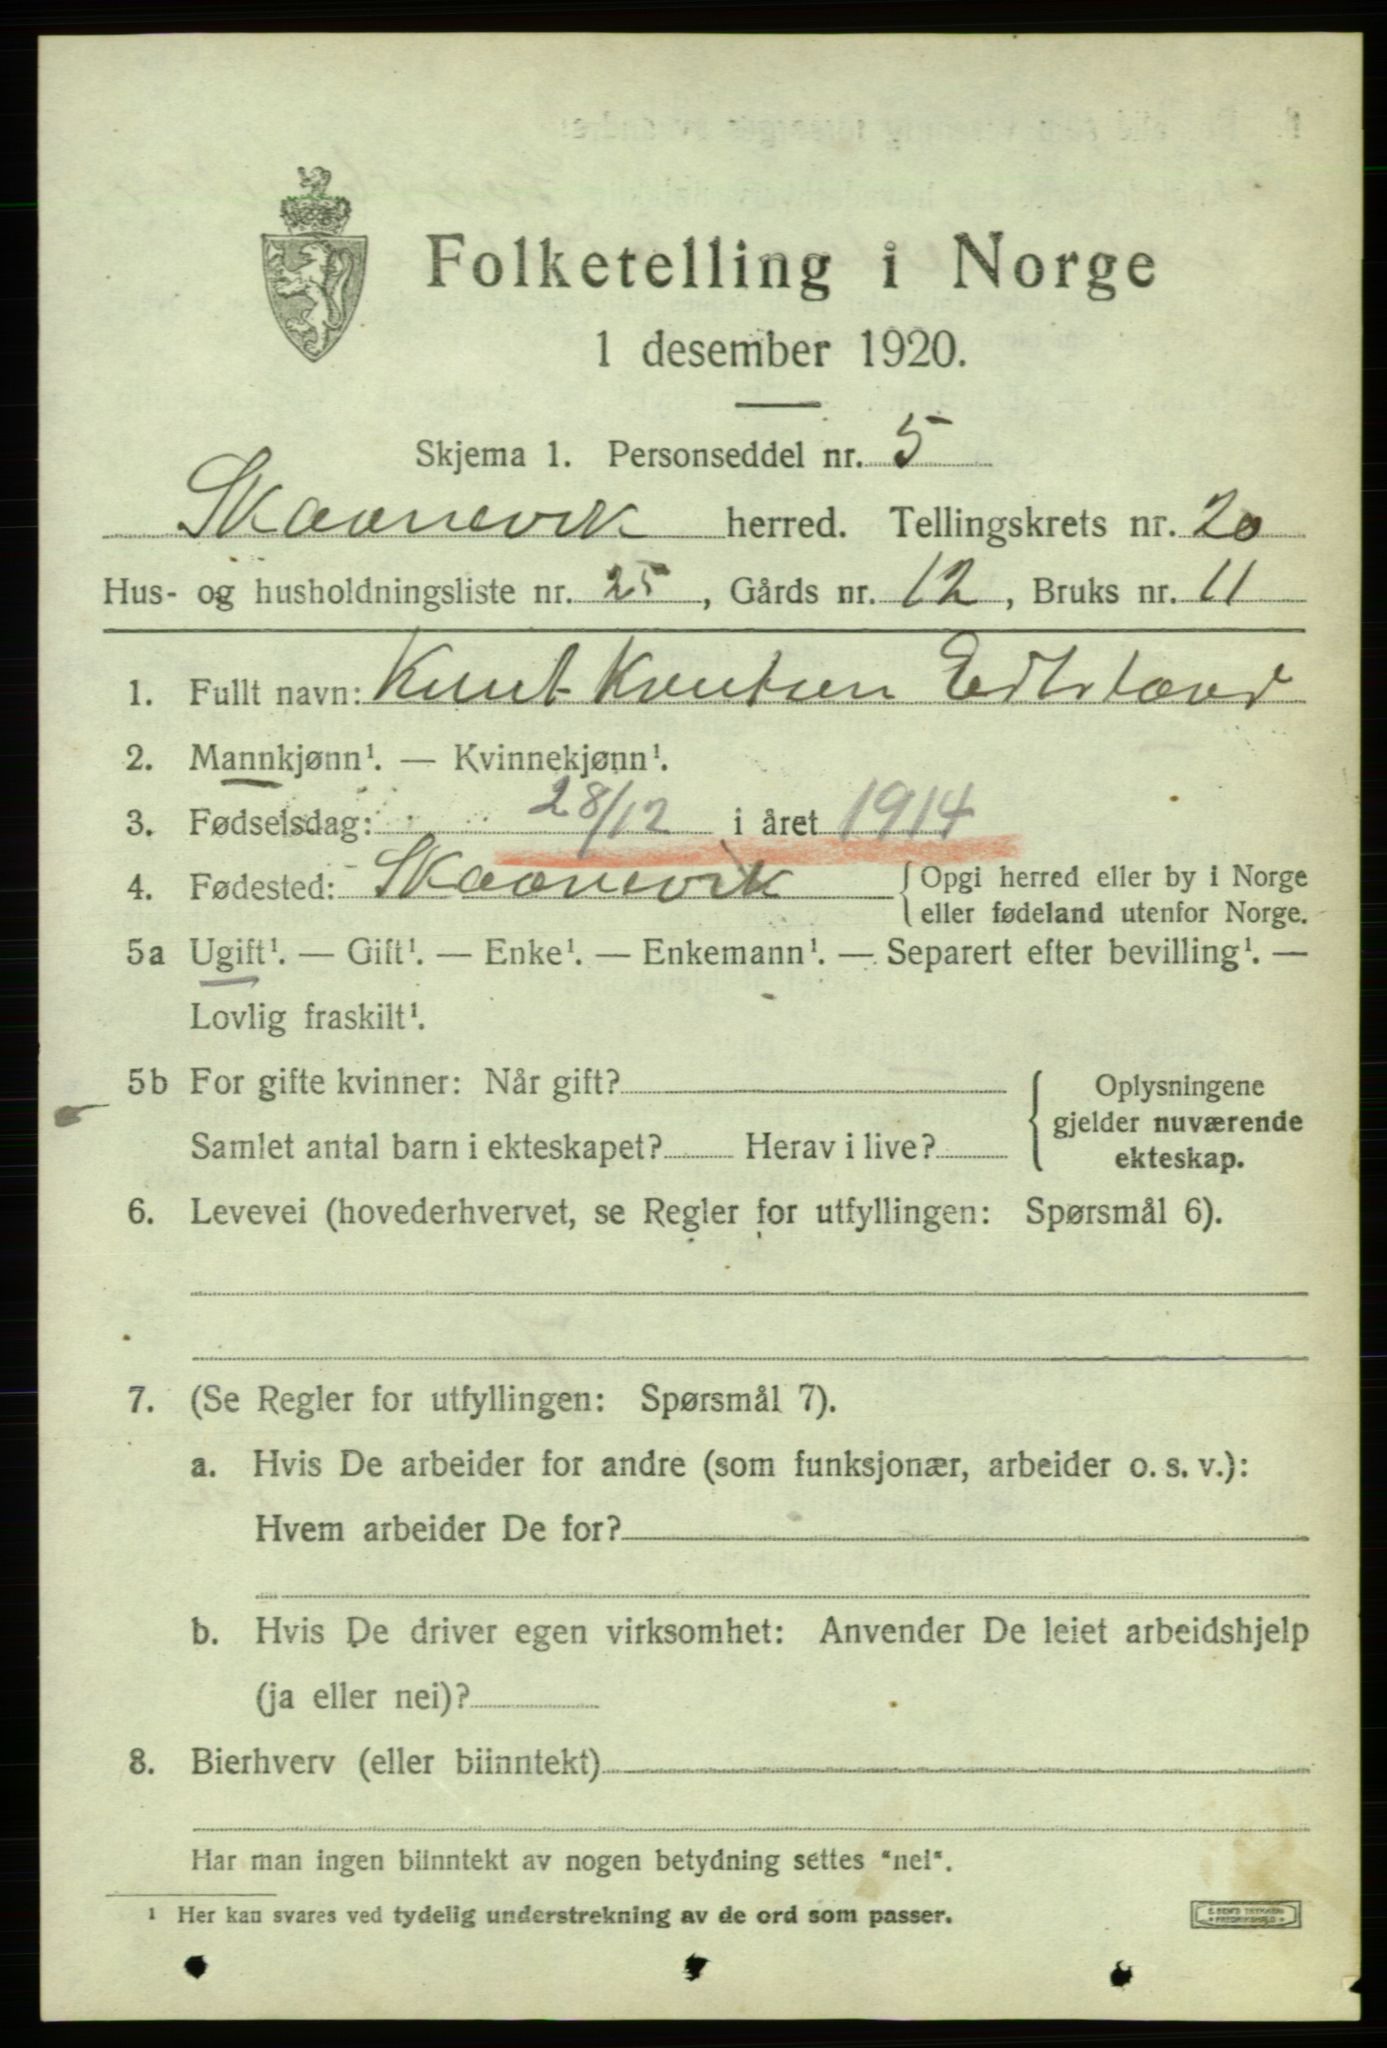 Folketelling i Norge
1 desember 1920.
Skjema 1. Personseddel nr. 5
Skaanevik herred. Tellingskrets nr. 20
Hus- og husholdningsliste nr. 25, Gårds nr. 12, Bruks nr. 11
1. Fullt navn: Knut Knutsen
2. Mannkjønn¹. — Kvinnekjønn¹.
3. Fødselsdag: 28/12 i året 1914
4. Fødested: Skaanevik { Opgi herred eller by i Norge
eller fødeland utenfor Norge.
5a Ugift¹. — Gift¹. — Enke¹. — Enkemann¹. — Separert efter bevilling¹. —
Lovlig fraskilt¹.
5b For gifte kvinner: Når gift?
Samlet antal barn i ekteskapet? Herav i live?
{ Oplysningene
gjelder nuværende
ekteskap.
6. Levevei (hovederhvervet, se Regler for utfyllingen: Spørsmål 6).
7. (Se Regler for utfyllingen: Spørsmål 7).
a. Hvis De arbeider for andre (som funksjonær, arbeider o. s. v.):
Hvem arbeider De for?
b. Hvis De driver egen virksomhet: Anvender De leiet arbeidshjelp
(ja eller nei)?
8. Bierhverv (eller biinntekt)
Har man ingen biinntekt av nogen betydning settes "nei".
¹ Her kan svares ved tydelig understrekning av de ord som passer.